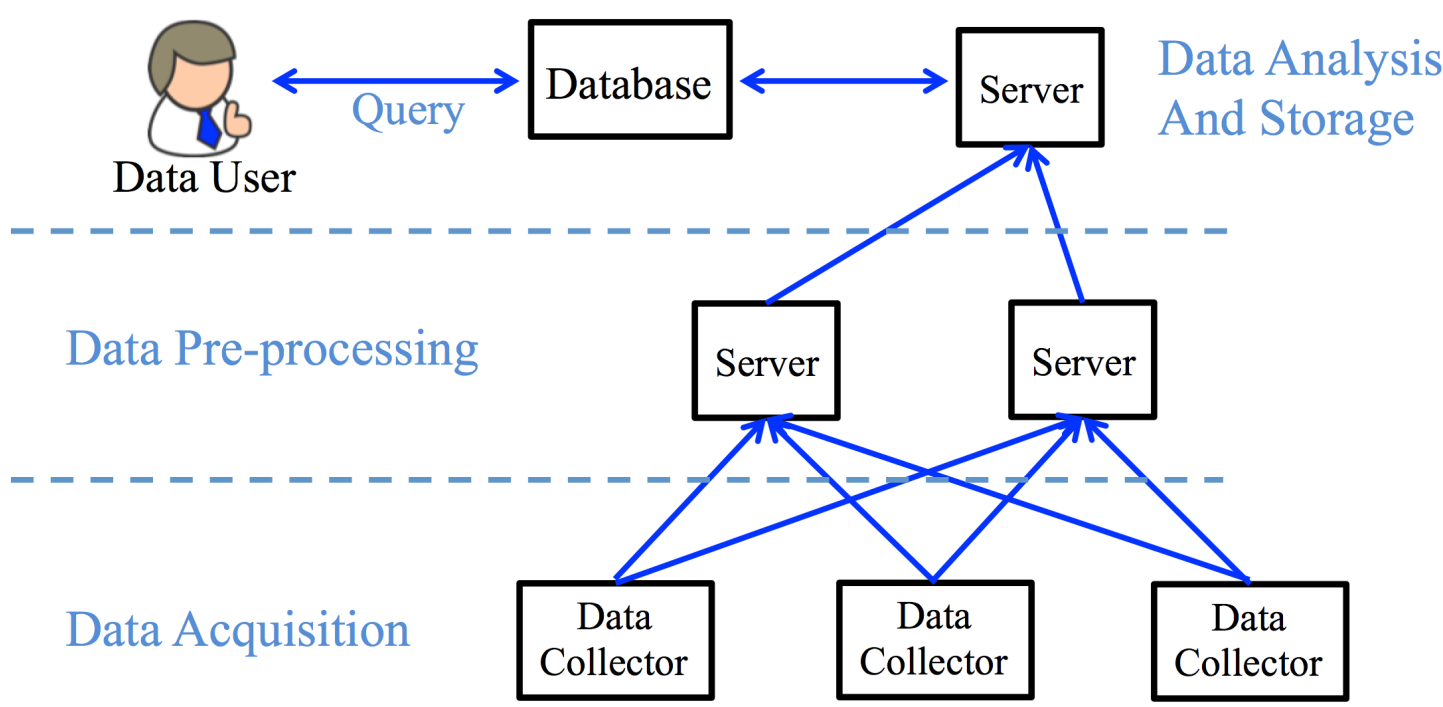 Data User
Query
Database
Server
Data Analysis
And Storage
Data Pre-processing
Server
Server
Data Acquisition
Data
Collector
Data
Collector
Data
Collector